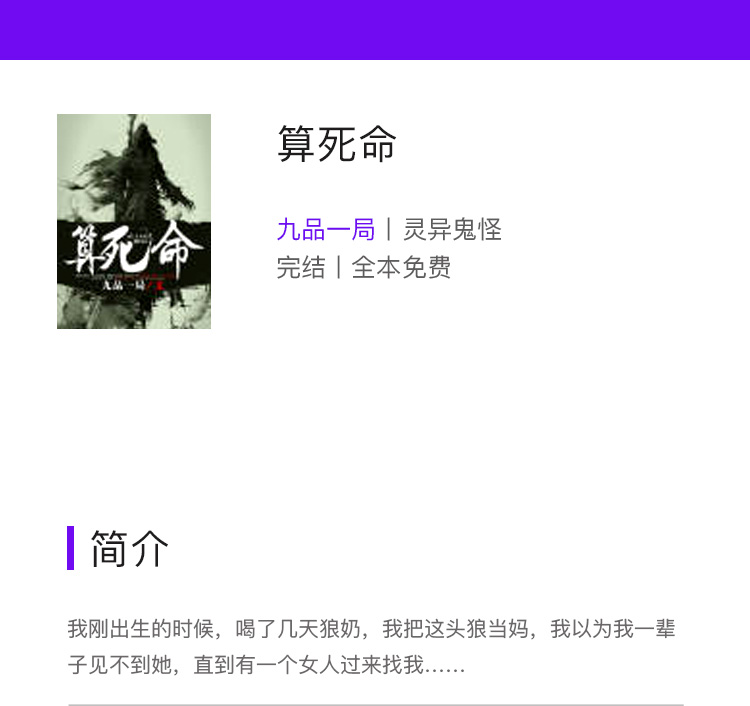 算死命
九品一局丨灵异鬼怪
完结丨全本免费
算死命
九品一局
简介
我刚出生的时候，喝了几天狼奶，我把这头狼当妈，我以为我一辈
子见不到她，直到有一个女人过来找我……